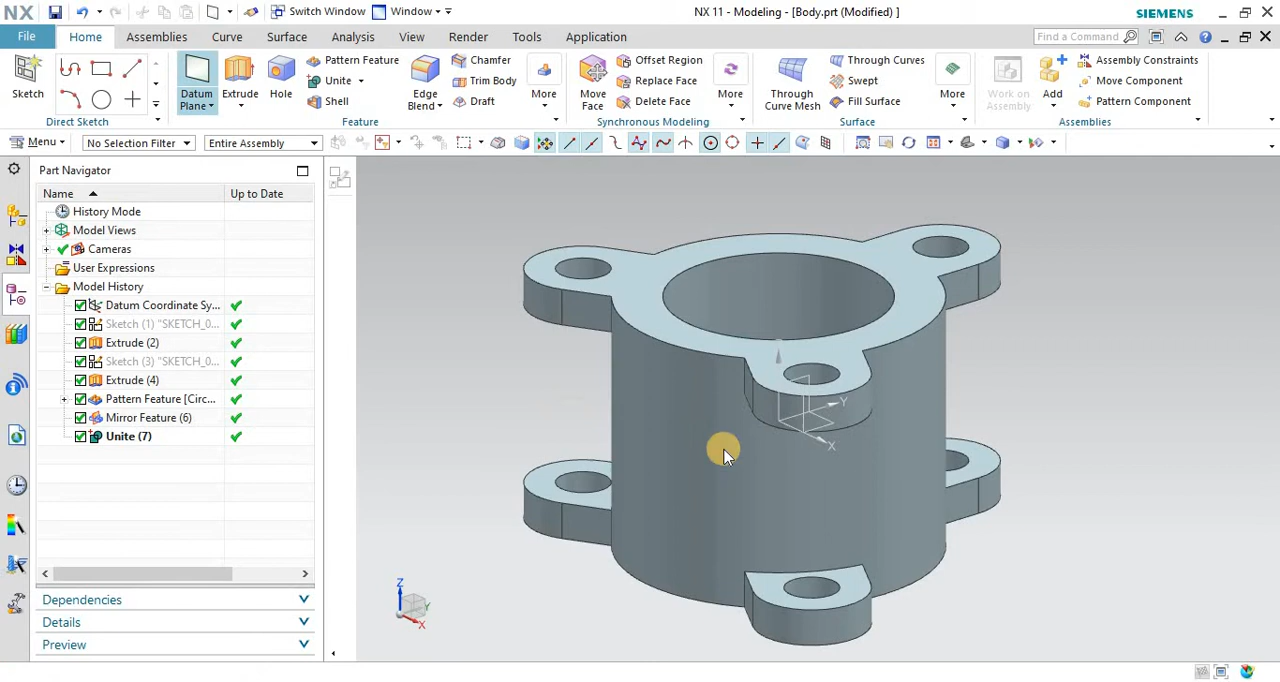 NX Switch Window Window NX 11 - Modeling - [Body.prt (Modified) ] SIEMENS
File Home Assemblies Curve Surface Analysis View Render Tools Application Find a Command
Sketch Datum Plane Extrude Hole Pattern Feature Unite Shell Edge Blend Chamfer Trim Body Draft More Move Face Offset Region Replace Face Delete Face More Through Curve Mesh Through Curves Swept Fill Surface More Work on Assembly Add Assembly Constraints Move Component Pattern Component
Direct Sketch Feature Synchronous Modeling Surface Assemblies
Menu No Selection Filter Entire Assembly
Part Navigator
Name Up to Date
History Mode
Model Views
Cameras
User Expressions
Model History
Datum Coordinate Sy...
Sketch (1) "SKETCH_0...
Extrude (2)
Sketch (3) "SKETCH_0...
Extrude (4)
Pattern Feature [Circ...
Mirror Feature (6)
Unite (7)
Dependencies
Details
Preview
Y
X
Z
Y
X